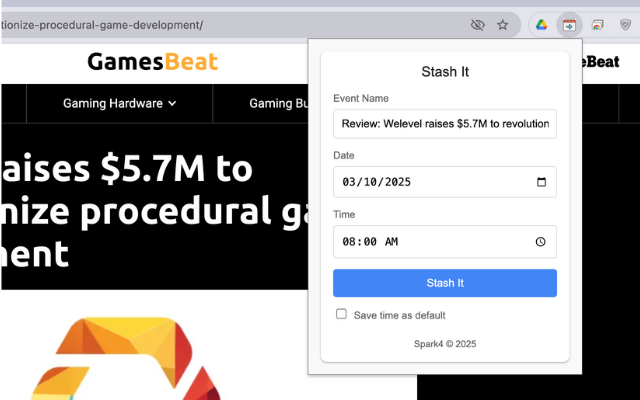 tionize-procedural-game-development/
GamesBeat
eBeat
Gaming Hardware
Gaming Bu
aises $5.7M to
nize procedural ga
nent
Stash It
Event Name
Review: Welevel raises $5.7M to revolution
Date
03/10/2025
Time
08:00 AM
Stash It
Save time as default
Spark4 © 2025